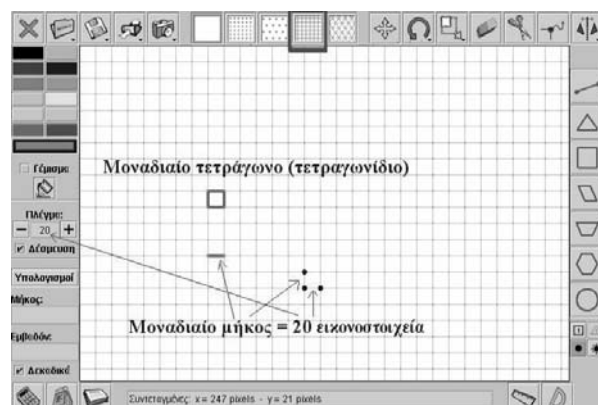 Μοναδιαίο τετράγωνο (τετραγωνίδιο)
Γέμισμα
Πλέγμα:
20
Δέσμευση
Υπολογισμοί
Μήκος:
Μοναδιαίο μήκος = 20 εικονοστοιχεία
Εμβαδόν:
Δεκαδικά
Συντεταγμένες: x = 247 pixels - y = 21 pixels